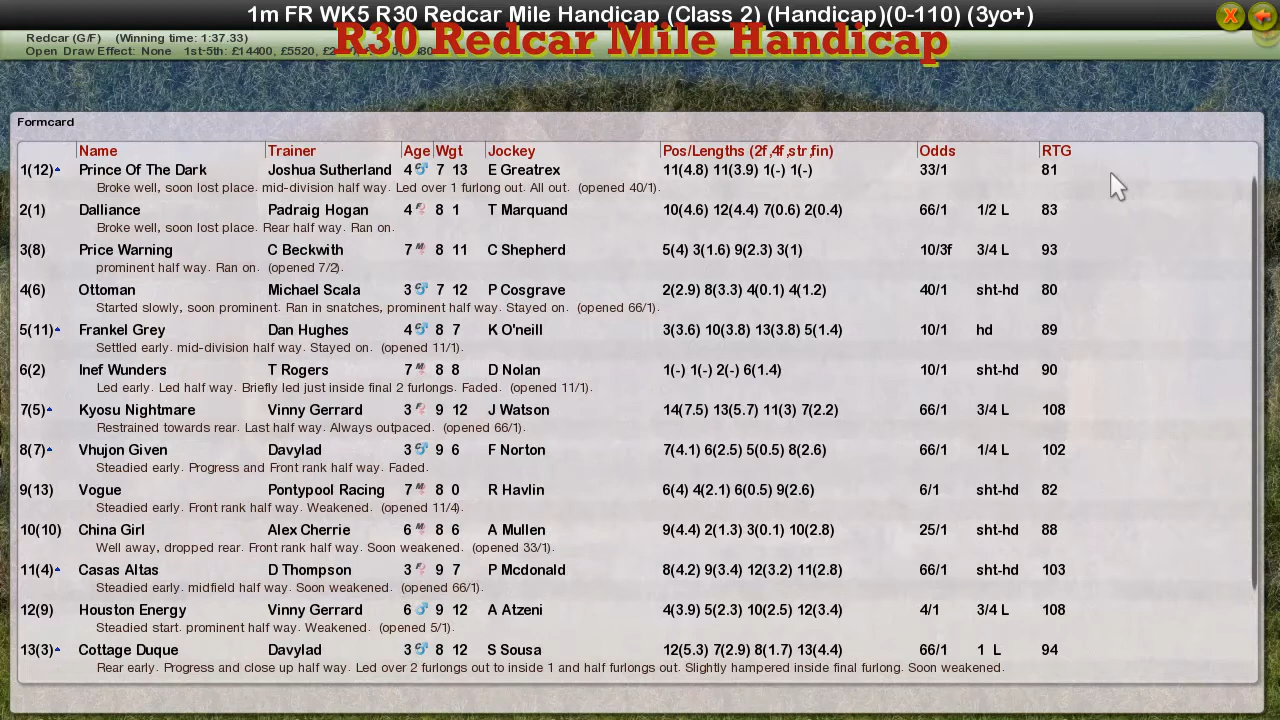 1m FR WK5 R30 Redcar Mile Handicap (Class 2) (Handicap)(0-110) (3yo+)
R30 Redcar Mile Handicap
Redcar (G/F) (Winning time: 1:37.33)
Open Draw Effect: None 1st-5th: £14400, £5520,
Formcard
Name Trainer Age Wgt Jockey Pos/Lengths (2f,4f,str,fin) Odds RTG
1(12) Prince Of The Dark Joshua Sutherland 4 7 13 E Greatrex 11(4.8) 11(3.9) 1(-) 1(-) 33/1 81
Broke well, soon lost place. mid-division half way. Led over 1 furlong out. All out. (opened 40/1).
2(1) Dalliance Padraig Hogan 4 8 1 T Marquand 10(4.6) 12(4.4) 7(0.6) 2(0.4) 66/1 1/2 L 83
Broke well, soon lost place. Rear half way. Ran on.
3(8) Price Warning C Beckwith 7 8 11 C Shepherd 5(4) 3(1.6) 9(2.3) 3(1) 10/3f 3/4 L 93
prominent half way. Ran on. (opened 7/2).
4(6) Ottoman Michael Scala 3 7 12 P Cosgrave 2(2.9) 8(3.3) 4(0.1) 4(1.2) 40/1 sht-hd 80
Started slowly, soon prominent. Ran in snatches, prominent half way. Stayed on. (opened 66/1).
5(11) Frankel Grey Dan Hughes 4 8 7 K O'neill 3(3.6) 10(3.8) 13(3.8) 5(1.4) 10/1 hd 89
Settled early. mid-division half way. Stayed on. (opened 11/1).
6(2) Inef Wunders T Rogers 7 8 8 D Nolan 1(-) 1(-) 2(-) 6(1.4) 10/1 sht-hd 90
Led early. Led half way. Briefly led just inside final 2 furlongs. Faded. (opened 11/1).
7(5) Kyosu Nightmare Vinny Gerrard 3 9 12 J Watson 14(7.5) 13(5.7) 11(3) 7(2.2) 66/1 3/4 L 108
Restrained towards rear. Last half way. Always outpaced. (opened 66/1).
8(7) Vhujon Given Davylad 3 9 6 F Norton 7(4.1) 6(2.5) 5(0.5) 8(2.6) 66/1 1/4 L 102
Steadied early. Progress and Front rank half way. Faded.
9(13) Vogue Pontypool Racing 7 8 0 R Havlin 6(4) 4(2.1) 6(0.5) 9(2.6) 6/1 sht-hd 82
Steadied early. Front rank half way. Weakened. (opened 11/4).
10(10) China Girl Alex Cherrie 6 8 6 A Mullen 9(4.4) 2(1.3) 3(0.1) 10(2.8) 25/1 sht-hd 88
Well away, dropped rear. Front rank half way. Soon weakened. (opened 33/1).
11(4) Casas Altas D Thompson 3 9 7 P Mcdonald 8(4.2) 9(3.4) 12(3.2) 11(2.8) 66/1 sht-hd 103
Steadied early. midfield half way. Soon weakened. (opened 66/1).
12(9) Houston Energy Vinny Gerrard 6 9 12 A Atzeni 4(3.9) 5(2.3) 10(2.5) 12(3.4) 4/1 3/4 L 108
Steadied start. prominent half way. Weakened. (opened 5/1).
13(3) Cottage Duque Davylad 3 8 12 S Sousa 12(5.3) 7(2.9) 8(1.7) 13(4.4) 66/1 1 L 94
Rear early. Progress and close up half way. Led over 2 furlongs out to inside 1 and half furlongs out. Slightly hampered inside final furlong. Soon weakened.